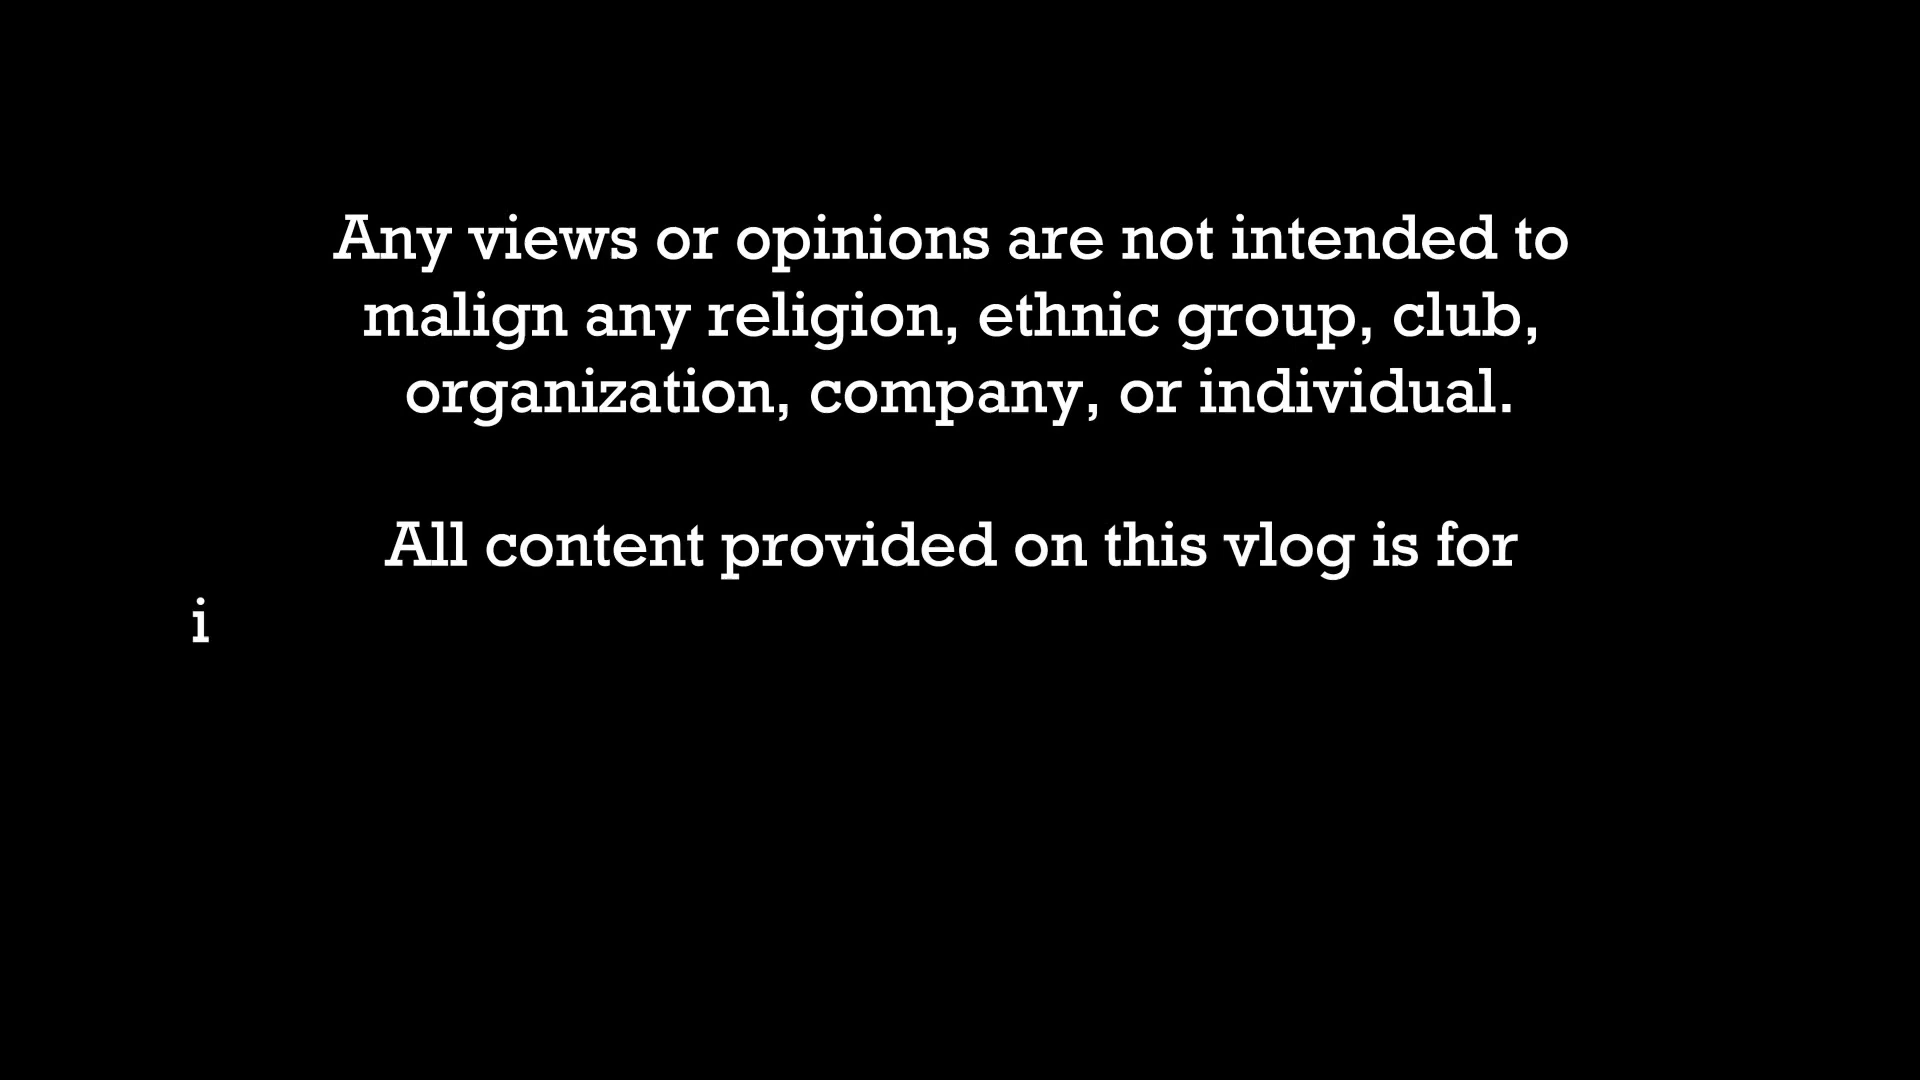 Any views or opinions are not intended to
malign any religion, ethnic group, club,
organization, company, or individual.
All content provided on this vlog is for
i